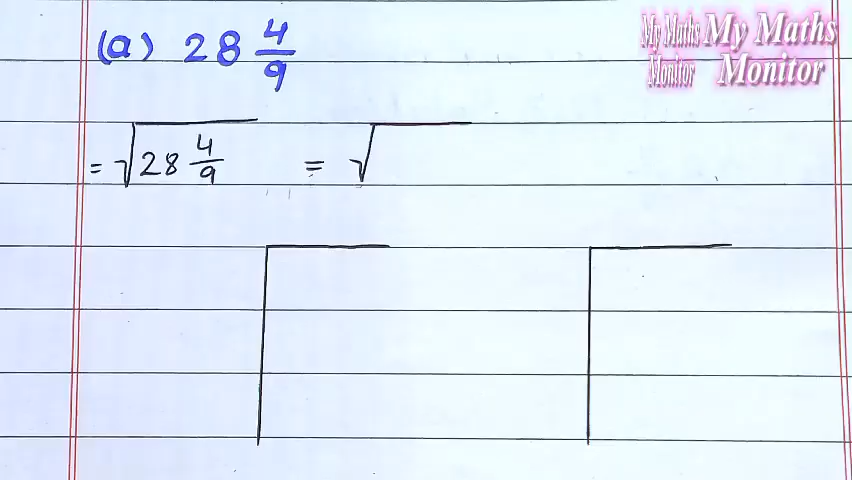 (a) 28 4/9
My Maths Monitor My Maths Monitor
= √28 4/9 = √